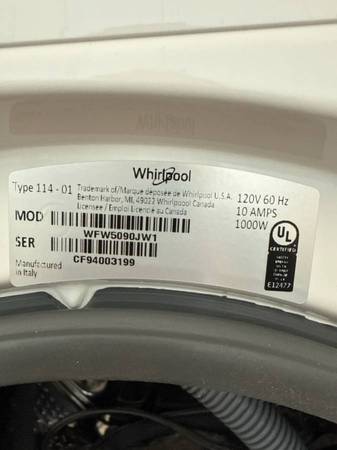 Whirlpool
Type 114 - 01
Trademark of/Marque déposée de Whirlpool U.S.A.
Benton Harbor, MI, 49022 Whirlpool Canada
Licensee / Emploi Licencié au Canada
120V 60 Hz
10 AMPS
1000W
MOD
WFW5090JW1
SER
CF94003199
Manufactured
in Italy
UL
CERTIFIED
E12477